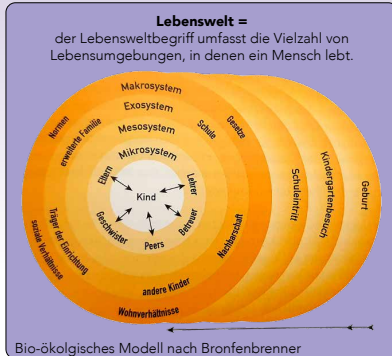 Lebenswelt =
der Lebensweltbegriff umfasst die Vielzahl von
Lebensumgebungen, in denen ein Mensch lebt.
Makrosystem
Exosystem
Mesosystem
Mikrosystem
Normen
erweiterte Familie
Schule
Gesetze
Eltern
Lehrer
Kind
Geschwister
Peers
Betreuer
Träger der Einrichtung
soziale Verhältnisse
Nachbarschaft
andere Kinder
Wohnverhältnisse
Schuleintritt
Kindergartenbesuch
Geburt
Bio-ökolgisches Modell nach Bronfenbrenner